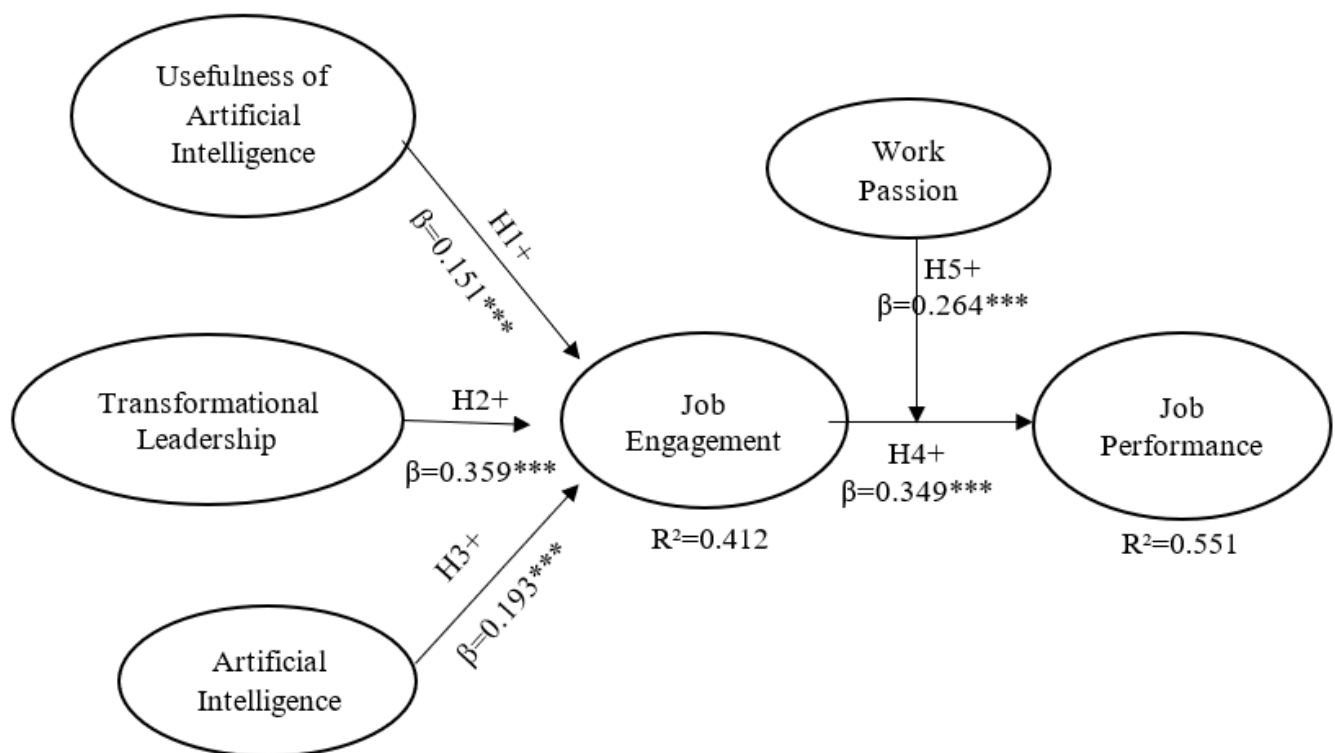 Usefulness of
Artificial
Intelligence
Work
Passion
H1+
β=0.151***
H5+
β=0.264***
Transformational
Leadership
H2+
β=0.359***
Job
Engagement
R²=0.412
H4+
β=0.349***
Job
Performance
R²=0.551
H3+
β=0.193***
Artificial
Intelligence